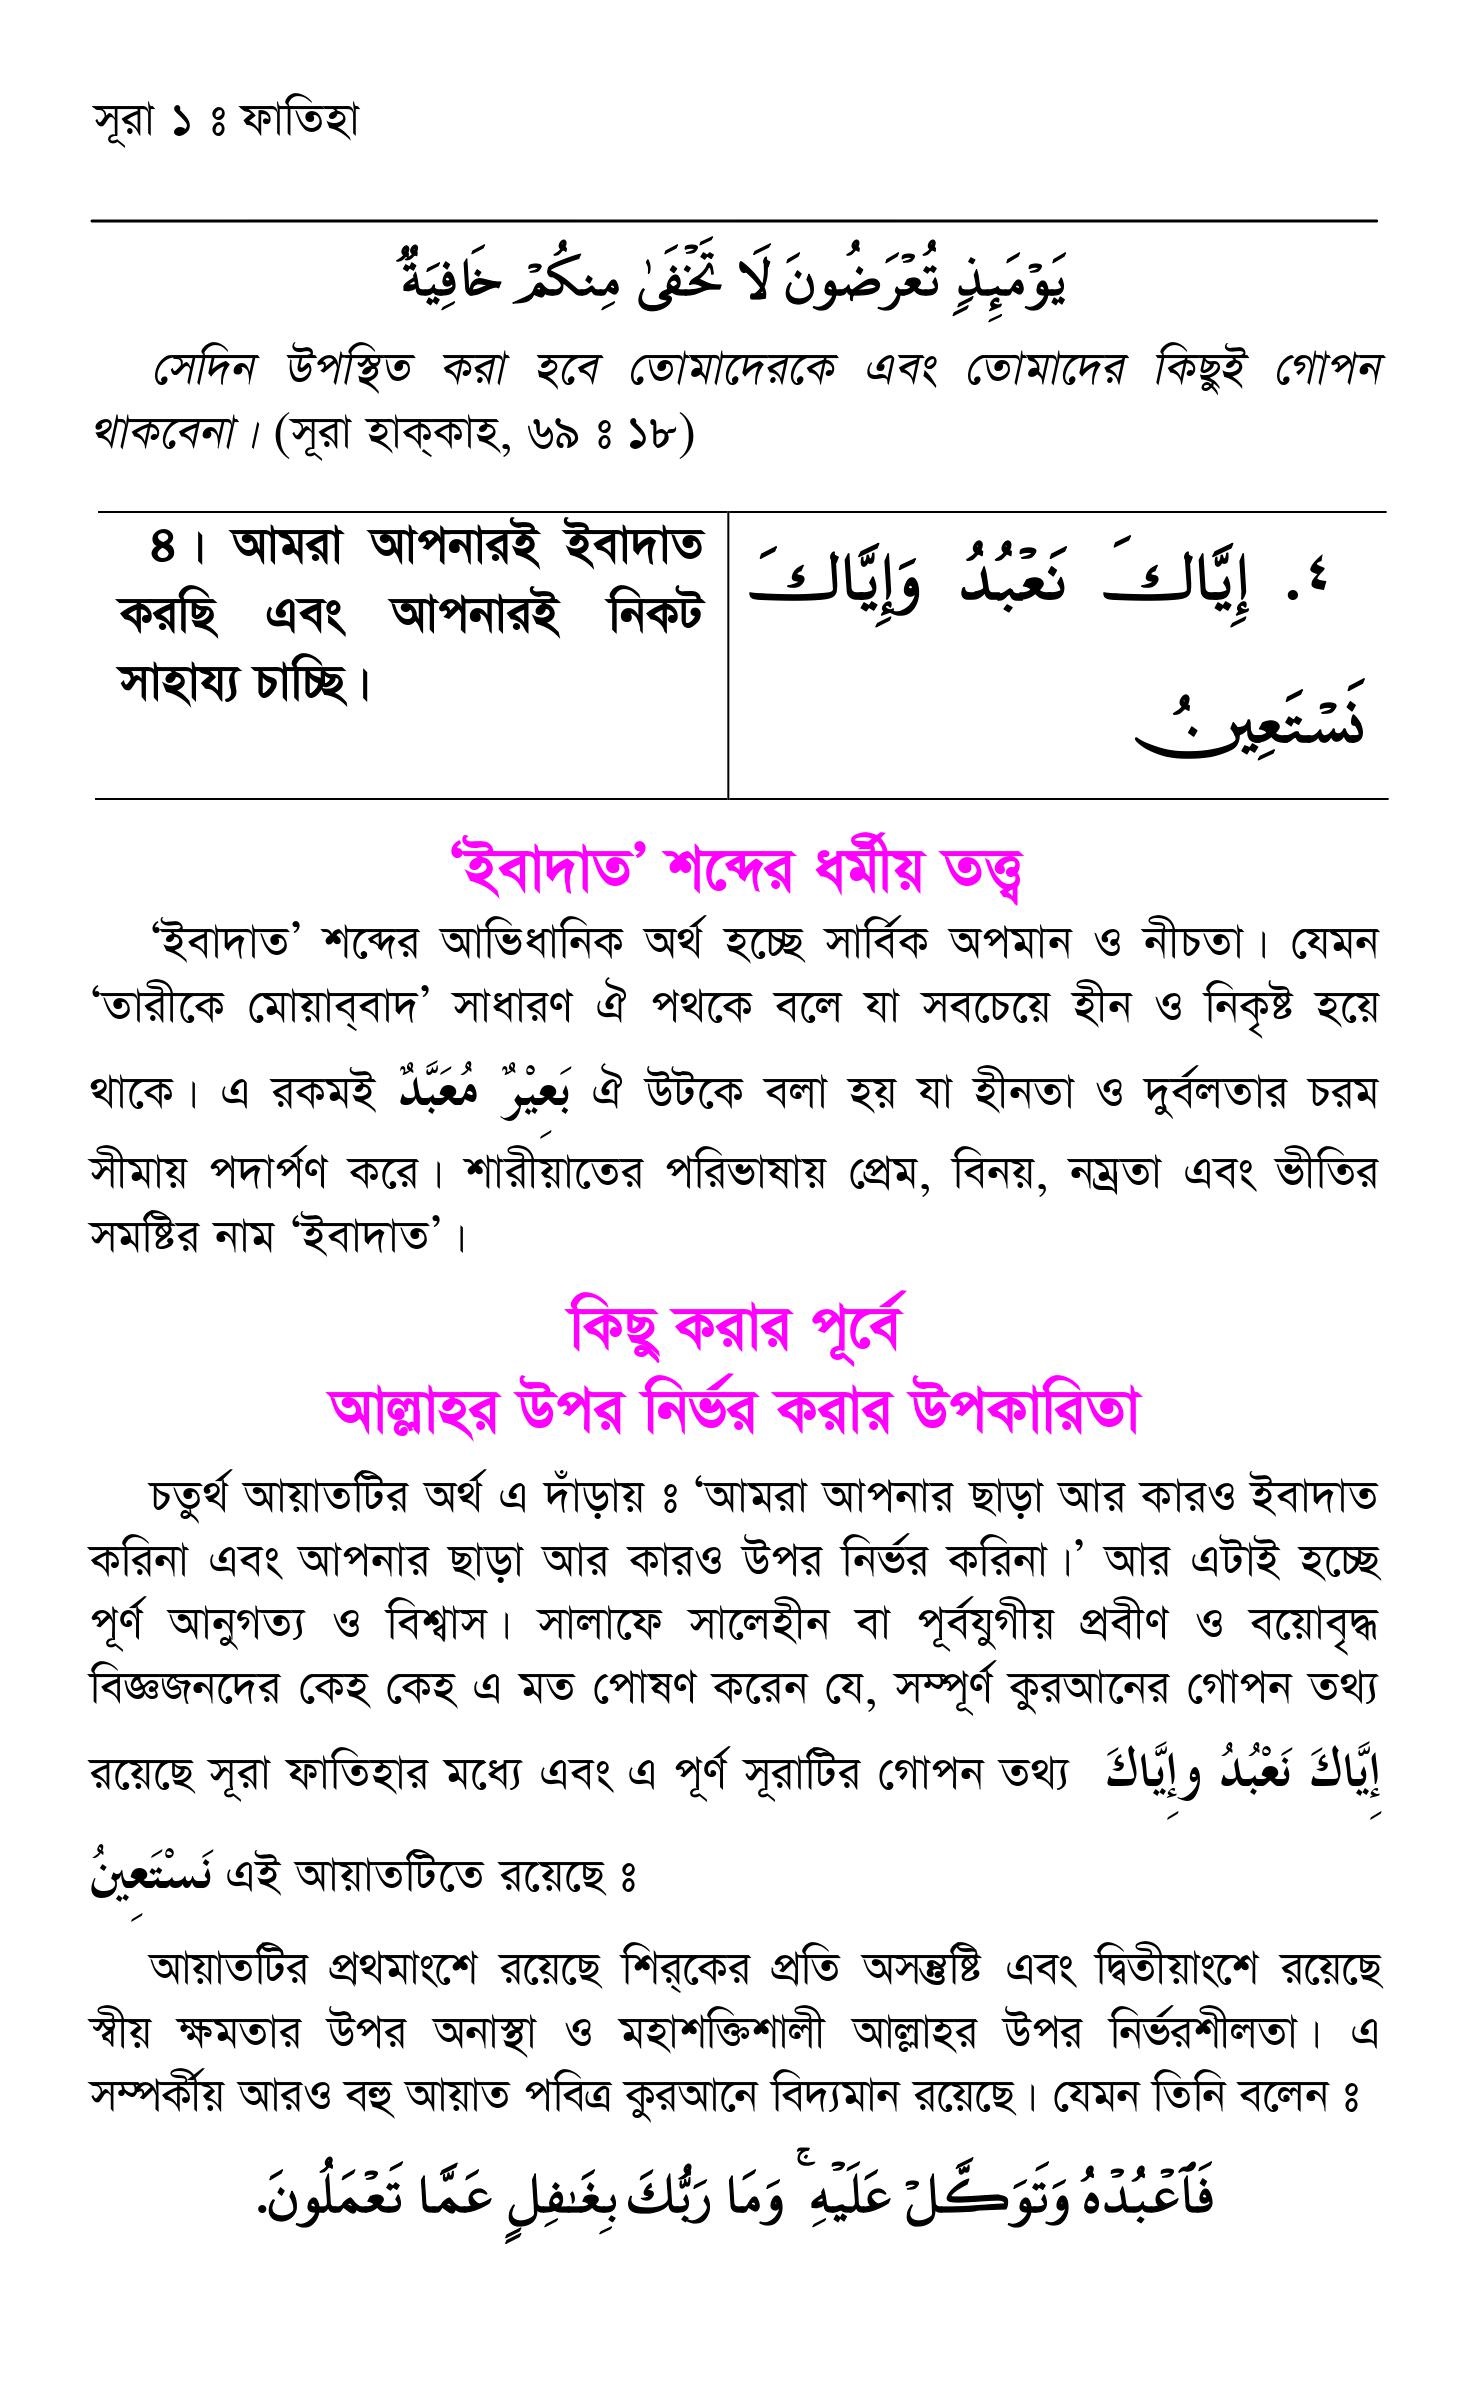 সূরা ১ ঃ ফাতিহা
يَوْمَئِذٍ تُعْرَضُونَ لَا تَخْفَىٰ مِنكُمْ خَافِيَةٌ
সেদিন উপস্থিত করা হবে তোমাদেরকে এবং তোমাদের কিছুই গোপন
থাকবেনা। (সূরা হাক্‌কাহ, ৬৯ ঃ ১৮)
৪। আমরা আপনারই ইবাদাত
করছি এবং আপনারই নিকট
সাহায্য চাচ্ছি।
٤. إِيَّاكَ نَعْبُدُ وَإِيَّاكَ
نَسْتَعِينُ
‘ইবাদাত’ শব্দের ধর্মীয় তত্ত্ব
‘ইবাদাত’ শব্দের আভিধানিক অর্থ হচ্ছে সার্বিক অপমান ও নীচতা। যেমন
‘তারীকে মোয়াব্‌বাদ’ সাধারণ ঐ পথকে বলে যা সবচেয়ে হীন ও নিকৃষ্ট হয়ে
থাকে। এ রকমই بَعِيْرٌ مُعَبَّدٌ ঐ উটকে বলা হয় যা হীনতা ও দুর্বলতার চরম
সীমায় পদার্পণ করে। শারীয়াতের পরিভাষায় প্রেম, বিনয়, নম্রতা এবং ভীতির
সমষ্টির নাম ‘ইবাদাত’।
কিছু করার পূর্বে
আল্লাহর উপর নির্ভর করার উপকারিতা
চতুর্থ আয়াতটির অর্থ এ দাঁড়ায় ঃ ‘আমরা আপনার ছাড়া আর কারও ইবাদাত
করিনা এবং আপনার ছাড়া আর কারও উপর নির্ভর করিনা।’ আর এটাই হচ্ছে
পূর্ণ আনুগত্য ও বিশ্বাস। সালাফে সালেহীন বা পূর্বযুগীয় প্রবীণ ও বয়োবৃদ্ধ
বিজ্ঞজনদের কেহ কেহ এ মত পোষণ করেন যে, সম্পূর্ণ কুরআনের গোপন তথ্য
রয়েছে সূরা ফাতিহার মধ্যে এবং এ পূর্ণ সূরাটির গোপন তথ্য إِيَّاكَ نَعْبُدُ وإِيَّاكَ
نَسْتَعِينُ এই আয়াতটিতে রয়েছে ঃ
আয়াতটির প্রথমাংশে রয়েছে শির্‌কের প্রতি অসন্তুষ্টি এবং দ্বিতীয়াংশে রয়েছে
স্বীয় ক্ষমতার উপর অনাস্থা ও মহাশক্তিশালী আল্লাহর উপর নির্ভরশীলতা। এ
সম্পর্কীয় আরও বহু আয়াত পবিত্র কুরআনে বিদ্যমান রয়েছে। যেমন তিনি বলেন ঃ
فَٱعْبُدْهُ وَتَوَكَّلْ عَلَيْهِ ۚ وَمَا رَبُّكَ بِغَـٰفِلٍ عَمَّا تَعْمَلُونَ.